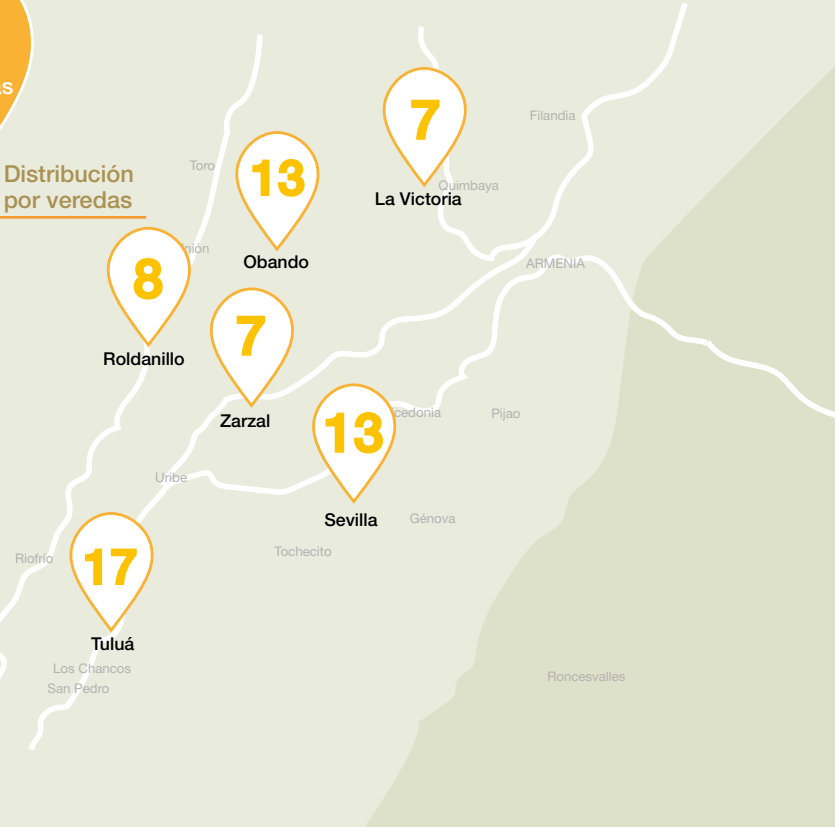 Distribución
por veredas
7
La Victoria
Filandia
Quimbaya
Toro
13
Obando
ARMENIA
8
Roldanillo
7
Zarzal
13
Sevilla
Pijao
Uribe
Génova
Tochecito
Riofrío
17
Tuluá
Los Chancos
San Pedro
Roncesvalles